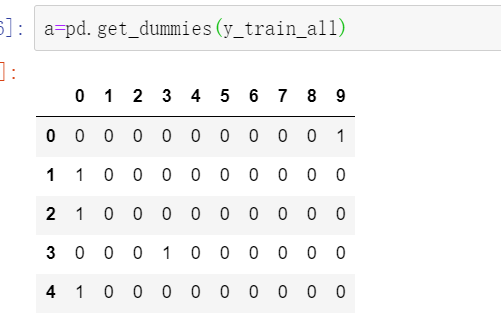 6]: a=pd.get_dummies(y_train_all)
]:
0 1 2 3 4 5 6 7 8 9
0 0 0 0 0 0 0 0 0 0 1
1 1 0 0 0 0 0 0 0 0 0
2 1 0 0 0 0 0 0 0 0 0
3 0 0 0 1 0 0 0 0 0 0
4 1 0 0 0 0 0 0 0 0 0